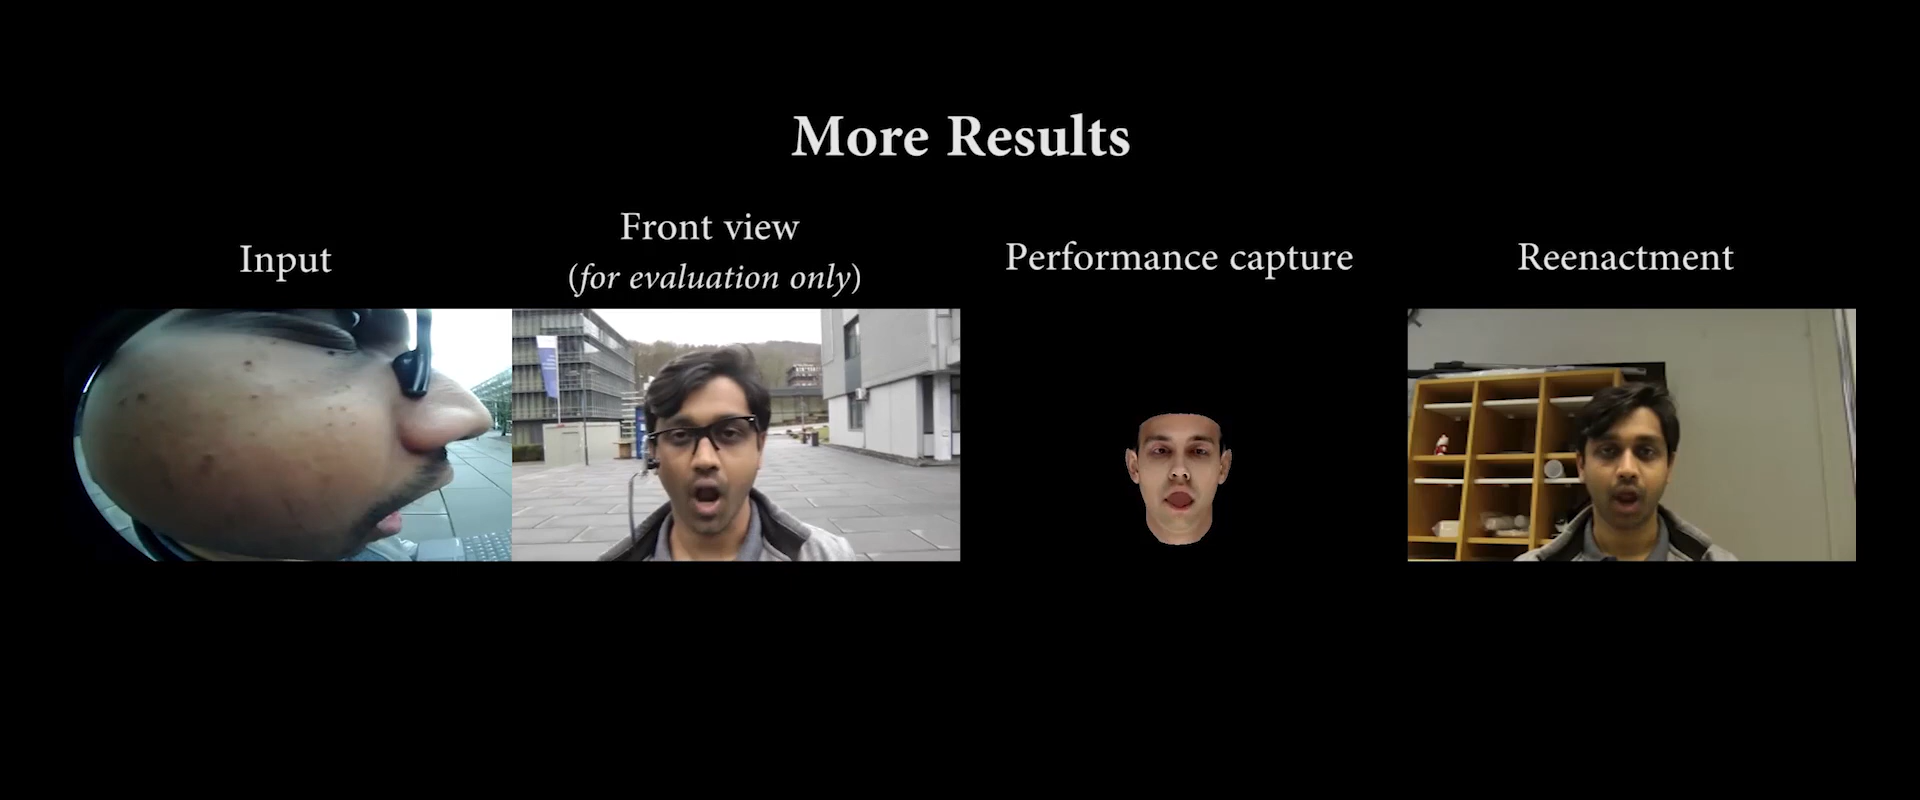 More Results
Input
Front view
(for evaluation only)
Performance capture
Reenactment